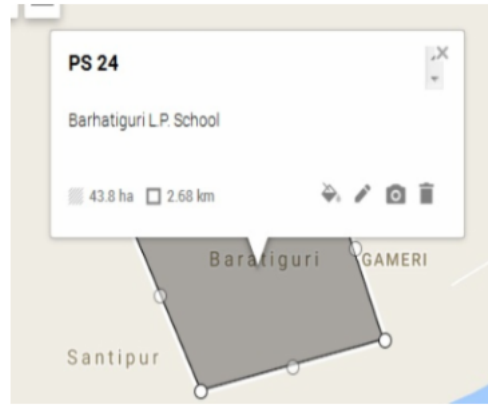 PS 24
Barhatiguri L.P. School
43.8 ha 2.68 km
Baratiguri GAMERI
Santipur